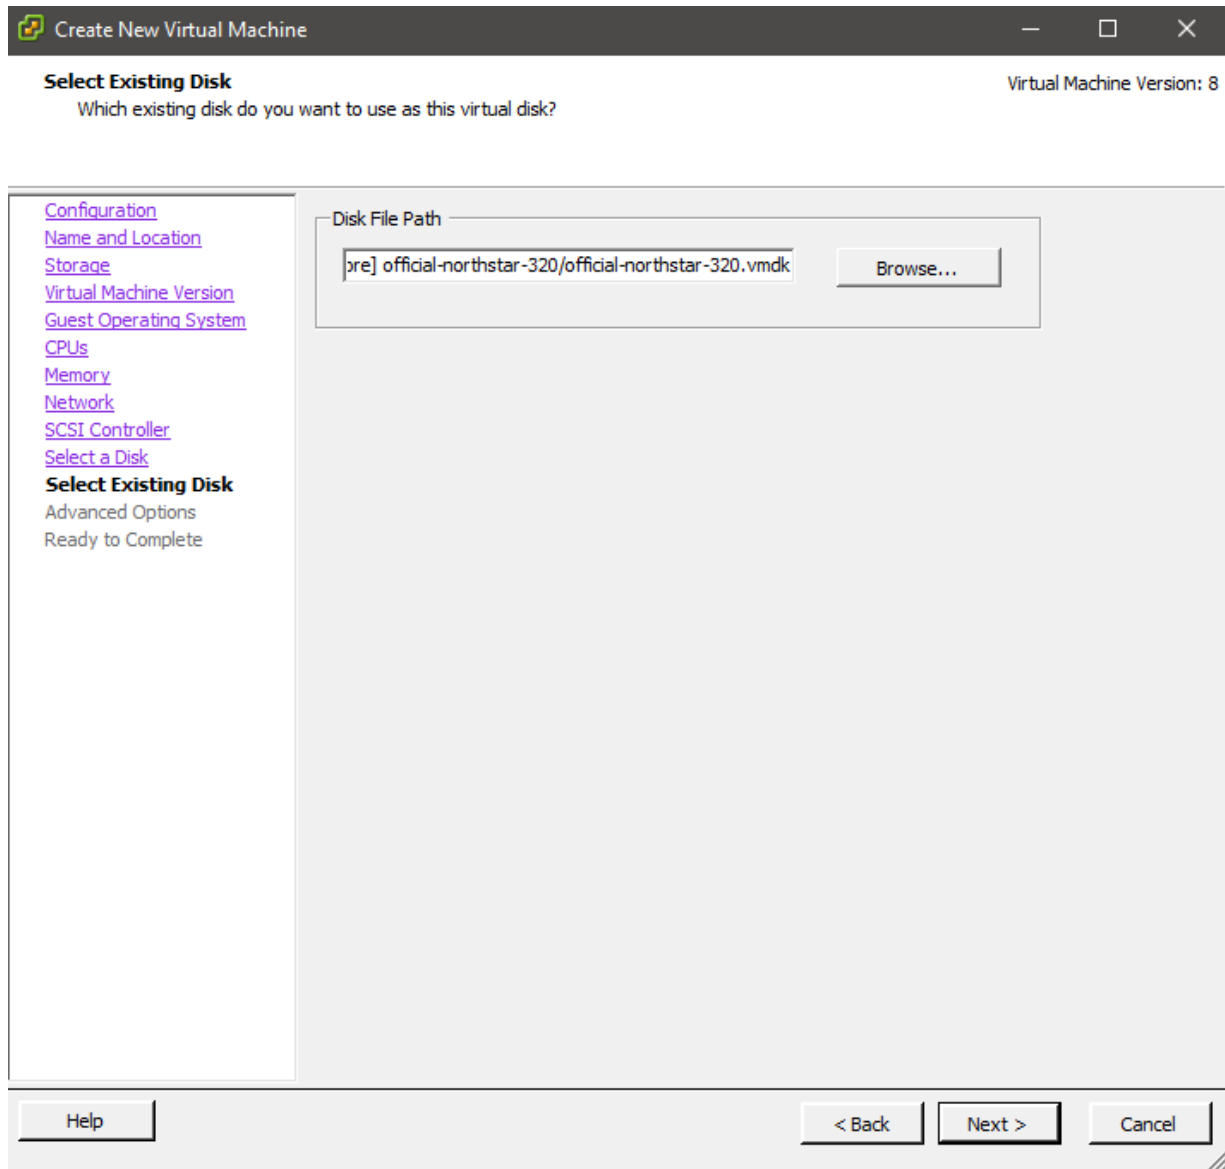 Create New Virtual Machine
Select Existing Disk
Virtual Machine Version: 8
Which existing disk do you want to use as this virtual disk?
Configuration
Name and Location
Storage
Virtual Machine Version
Guest Operating System
CPUs
Memory
Network
SCSI Controller
Select a Disk
Select Existing Disk
Advanced Options
Ready to Complete
Disk File Path
ore] official-northstar-320/official-northstar-320.vmdk
Browse...
Help
< Back
Next >
Cancel